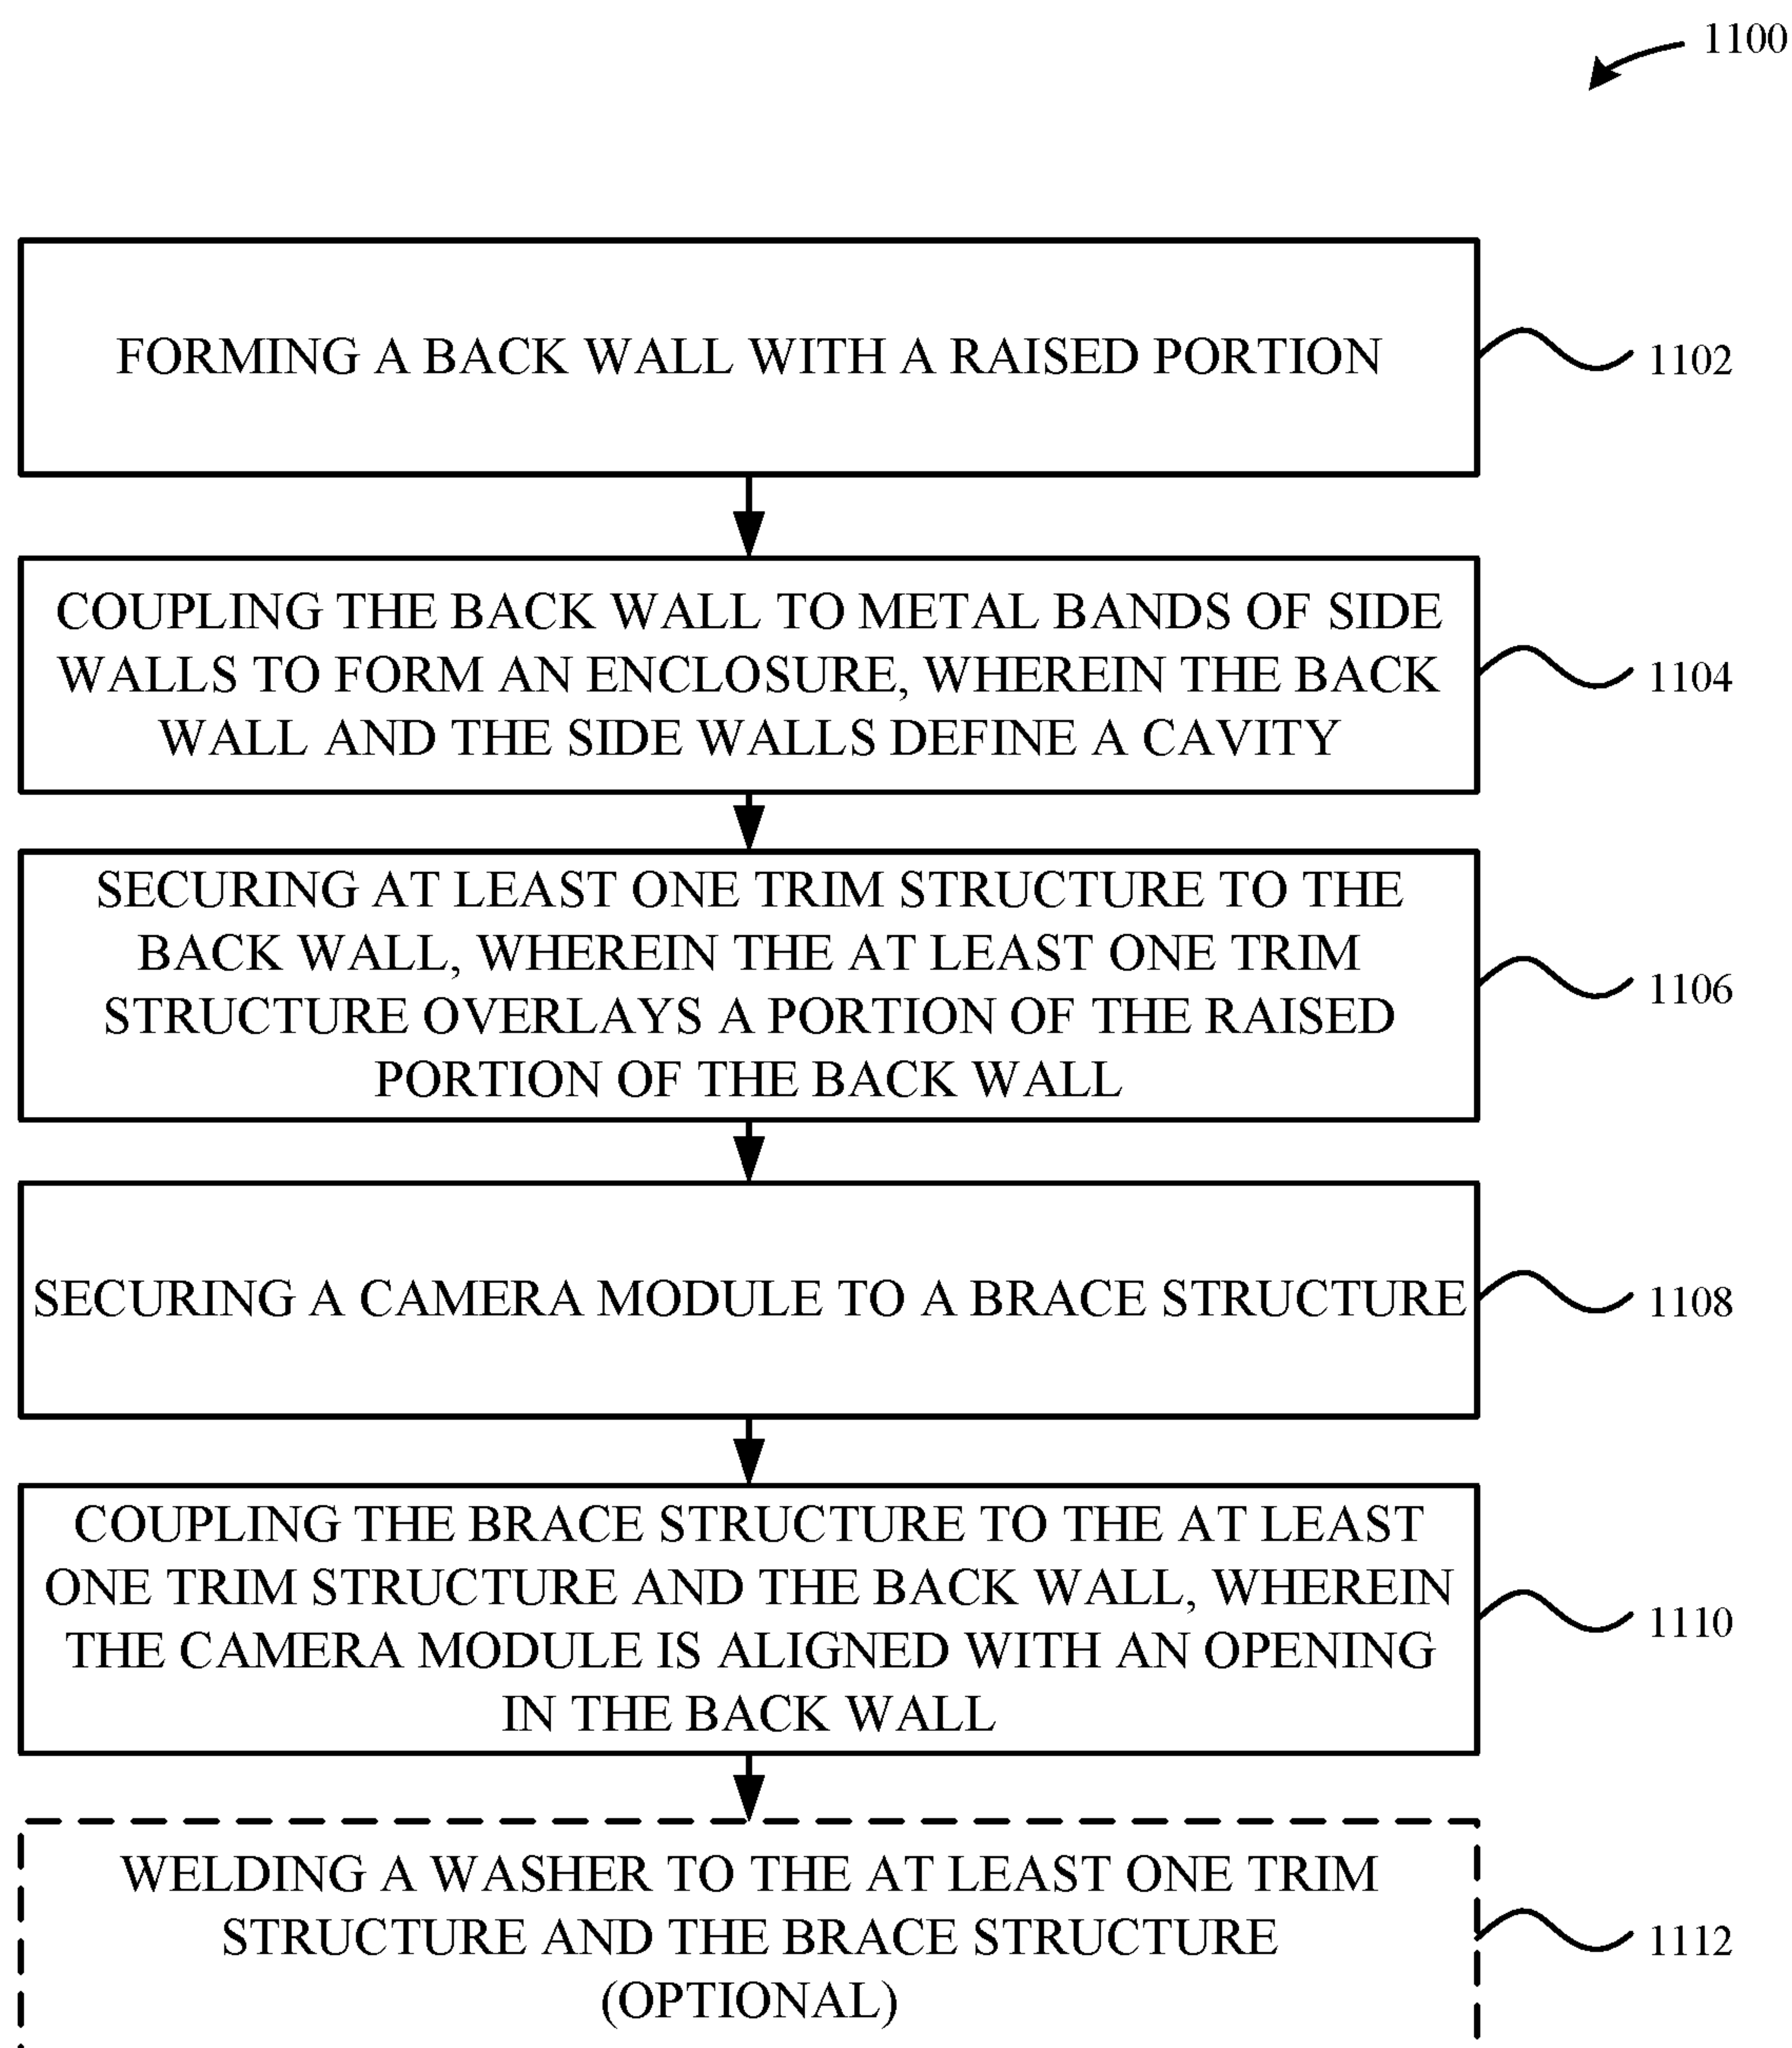 1100
FORMING A BACK WALL WITH A RAISED PORTION
1102
COUPLING THE BACK WALL TO METAL BANDS OF SIDE
WALLS TO FORM AN ENCLOSURE, WHEREIN THE BACK
WALL AND THE SIDE WALLS DEFINE A CAVITY
1104
SECURING AT LEAST ONE TRIM STRUCTURE TO THE
BACK WALL, WHEREIN THE AT LEAST ONE TRIM
STRUCTURE OVERLAYS A PORTION OF THE RAISED
PORTION OF THE BACK WALL
1106
SECURING A CAMERA MODULE TO A BRACE STRUCTURE
1108
COUPLING THE BRACE STRUCTURE TO THE AT LEAST
ONE TRIM STRUCTURE AND THE BACK WALL, WHEREIN
THE CAMERA MODULE IS ALIGNED WITH AN OPENING
IN THE BACK WALL
1110
WELDING A WASHER TO THE AT LEAST ONE TRIM
STRUCTURE AND THE BRACE STRUCTURE
(OPTIONAL)
1112